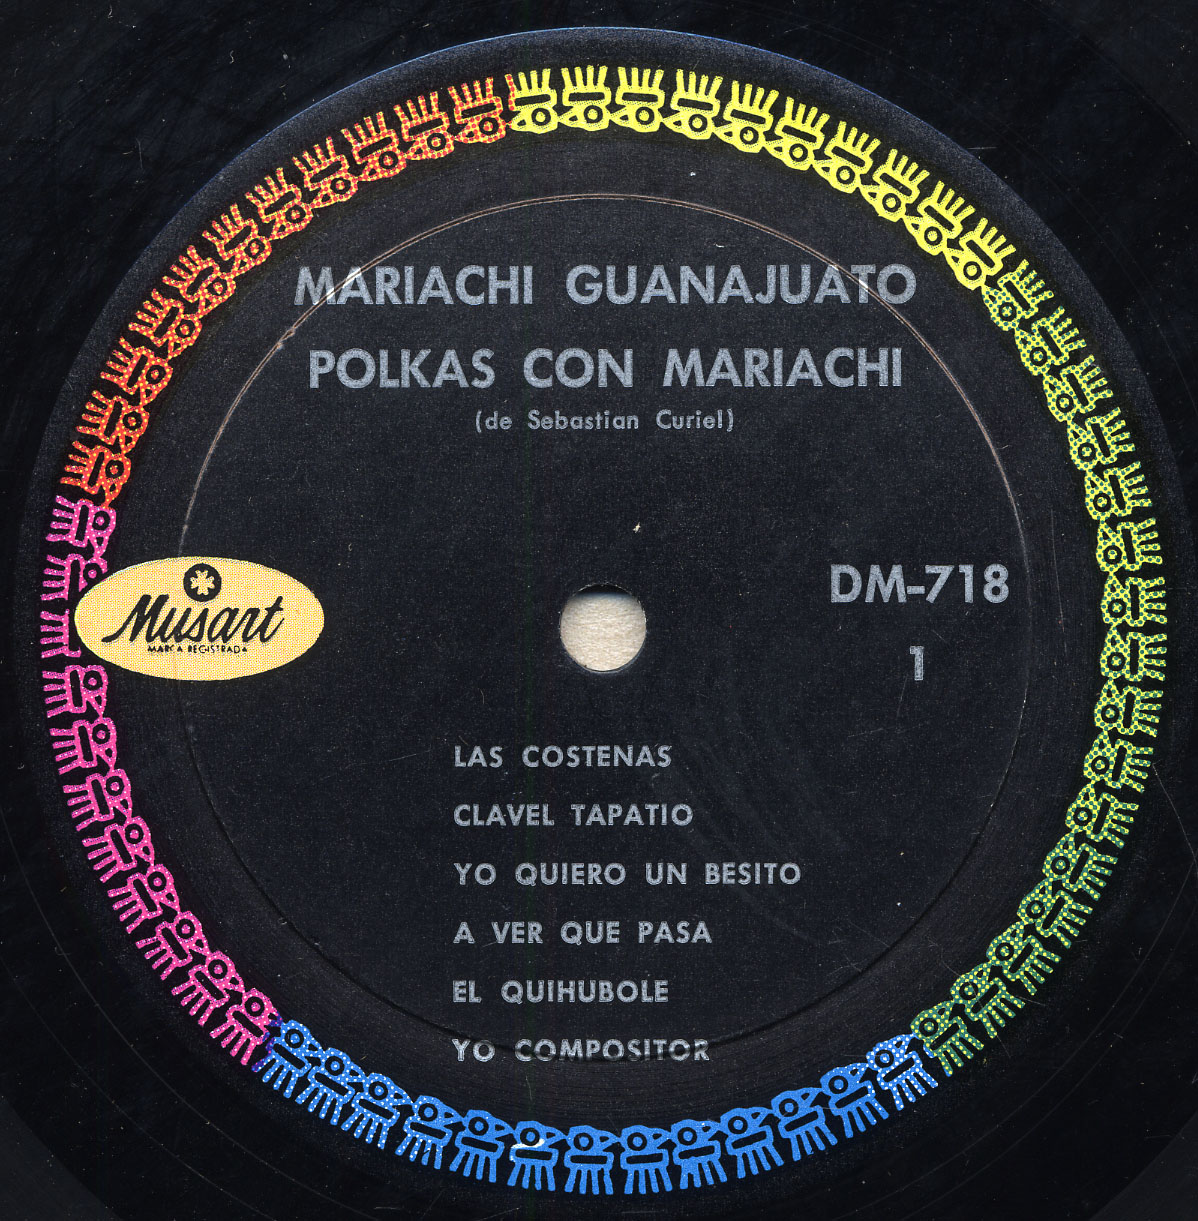 MARIACHI GUANAJUATO
POLKAS CON MARIACHI
(de Sebastian Curiel)
DM-718
1
Musart
MARCA REGISTRADA
LAS COSTENAS
CLAVEL TAPATIO
YO QUIERO UN BESITO
A VER QUE PASA
EL QUIHUBOLE
YO COMPOSITOR